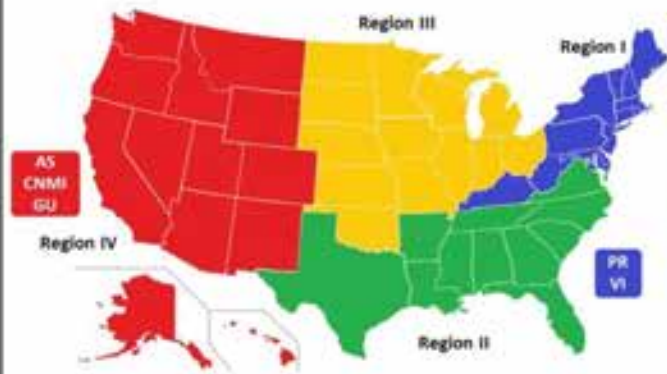 Region III
Region I
AS
CNMI
GU
Region IV
PR
VI
Region II